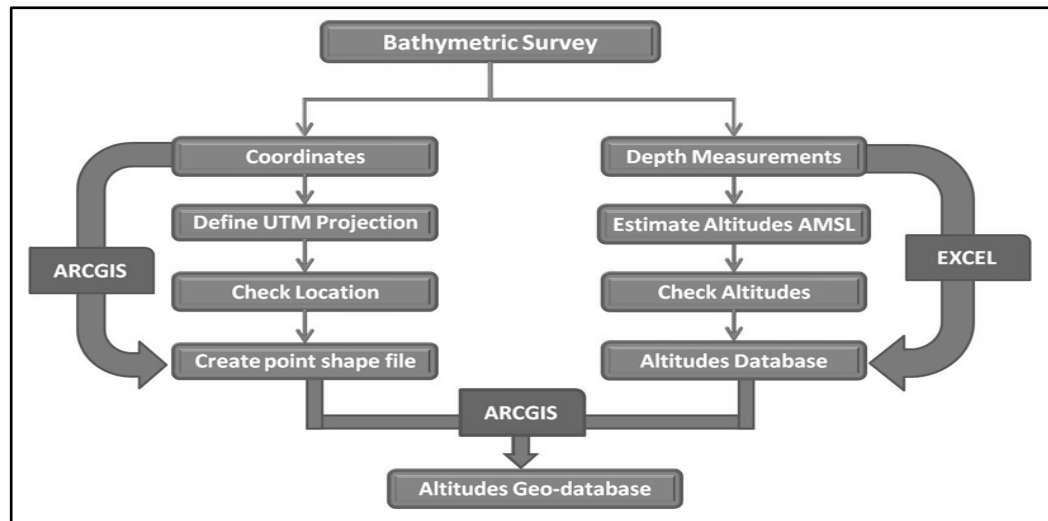 Bathymetric Survey
Coordinates
Depth Measurements
Define UTM Projection
Estimate Altitudes AMSL
ARCGIS
EXCEL
Check Location
Check Altitudes
Create point shape file
Altitudes Database
ARCGIS
Altitudes Geo-database